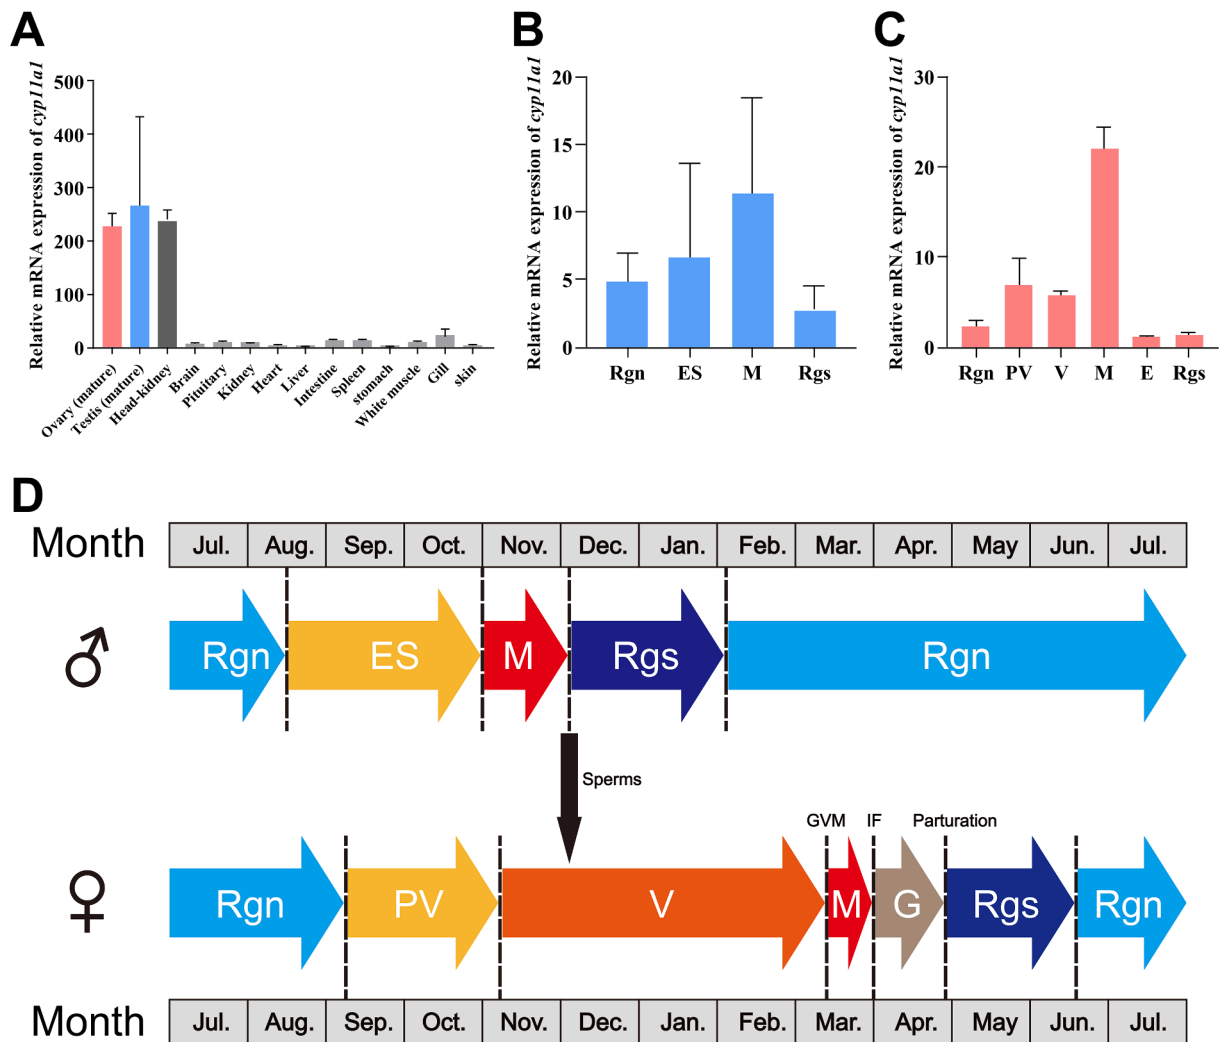 A
Relative mRNA expression of cyp11a1
500
400
300
200
100
0
Ovary (mature)
Testis (mature)
Head-kidney
Brain
Pituitary
Kidney
Heart
Liver
Intestine
Spleen
stomach
White muscle
Gill
skin
B
Relative mRNA expression of cyp11a1
20
15
10
5
0
Rgn ES M Rgs
C
Relative mRNA expression of cyp11a1
30
20
10
0
Rgn PV V M E Rgs
D
Month Jul. Aug. Sep. Oct. Nov. Dec. Jan. Feb. Mar. Apr. May Jun. Jul.
♂ Rgn ES M Rgs Rgn
Sperms
GVM IF Parturation
♀ Rgn PV V M G Rgs Rgn
Month Jul. Aug. Sep. Oct. Nov. Dec. Jan. Feb. Mar. Apr. May Jun. Jul.